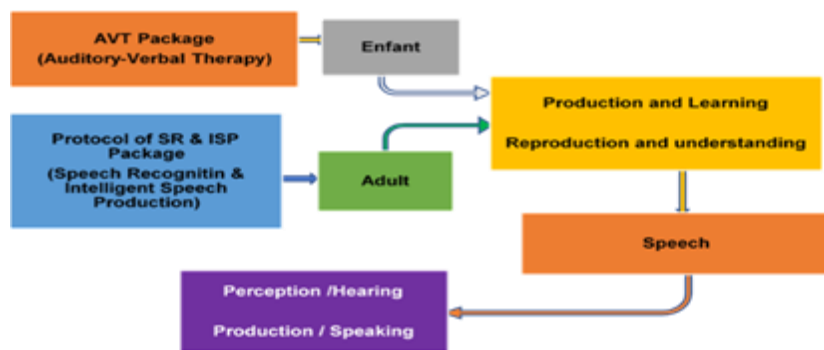 AVT Package
(Auditory-Verbal Therapy)
Enfant
Protocol of SR & ISP
Package
(Speech Recognitin &
Intelligent Speech
Production)
Adult
Production and Learning
Reproduction and understanding
Speech
Perception /Hearing
Production / Speaking